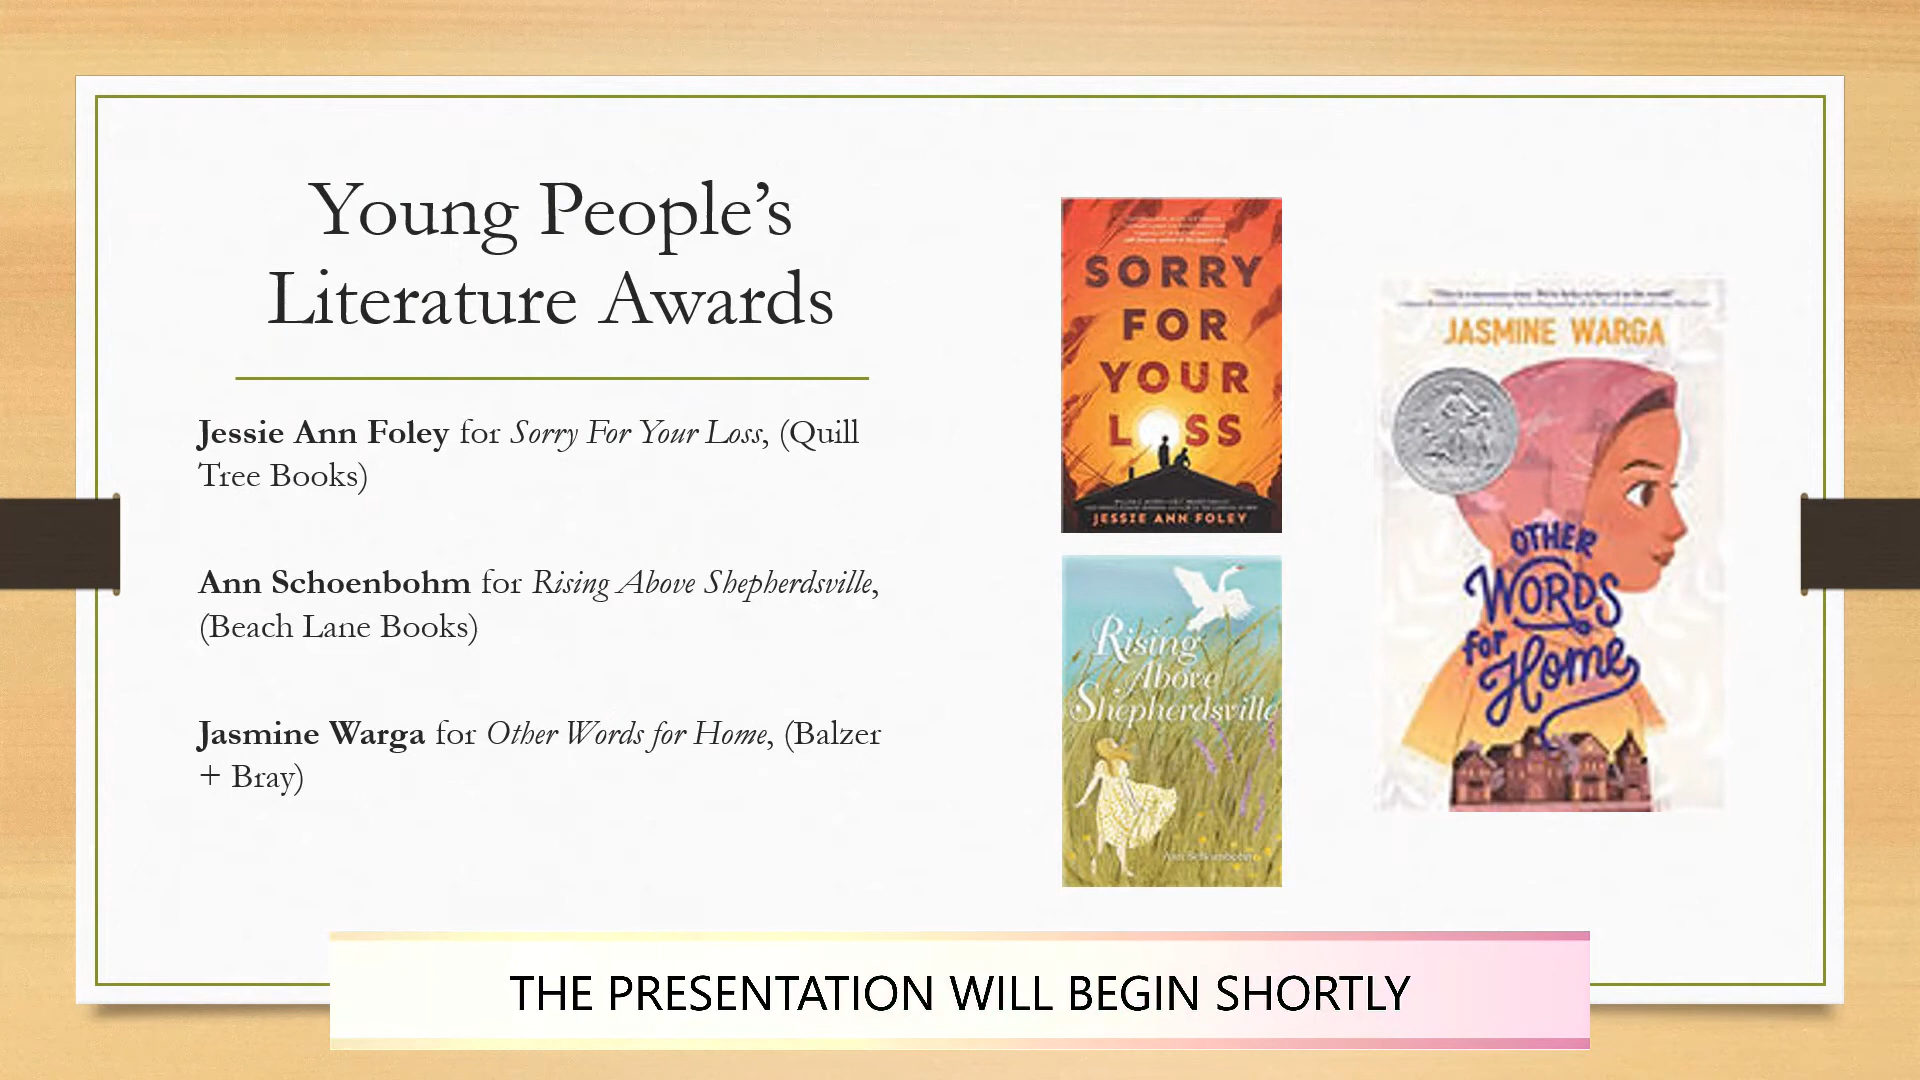 Young People's
Literature Awards
Jessie Ann Foley for Sorry For Your Loss, (Quill
Tree Books)
Ann Schoenbohm for Rising Above Shepherdsville,
(Beach Lane Books)
Jasmine Warga for Other Words for Home, (Balzer
+ Bray)
SORRY
FOR
YOUR
LOSS
JESSIE ANN FOLEY
Rising
Above
Shepherdsville
Ann Schoenbohm
JASMINE WARGA
OTHER
WORDS
for
Home
THE PRESENTATION WILL BEGIN SHORTLY